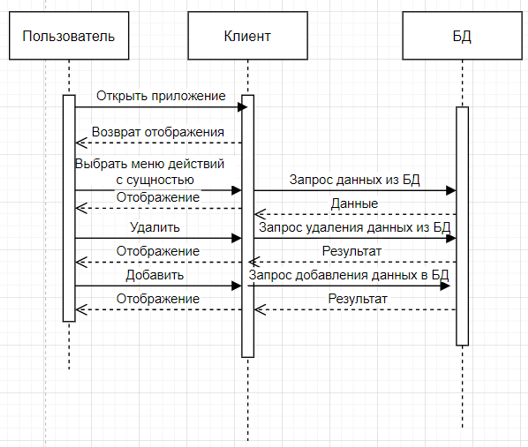 Пользователь
Клиент
БД
Открыть приложение
Возврат отображения
Выбрать меню действий
с сущностью
Запрос данных из БД
Отображение
Данные
Удалить
Запрос удаления данных из БД
Отображение
Результат
Добавить
Запрос добавления данных в БД
Отображение
Результат